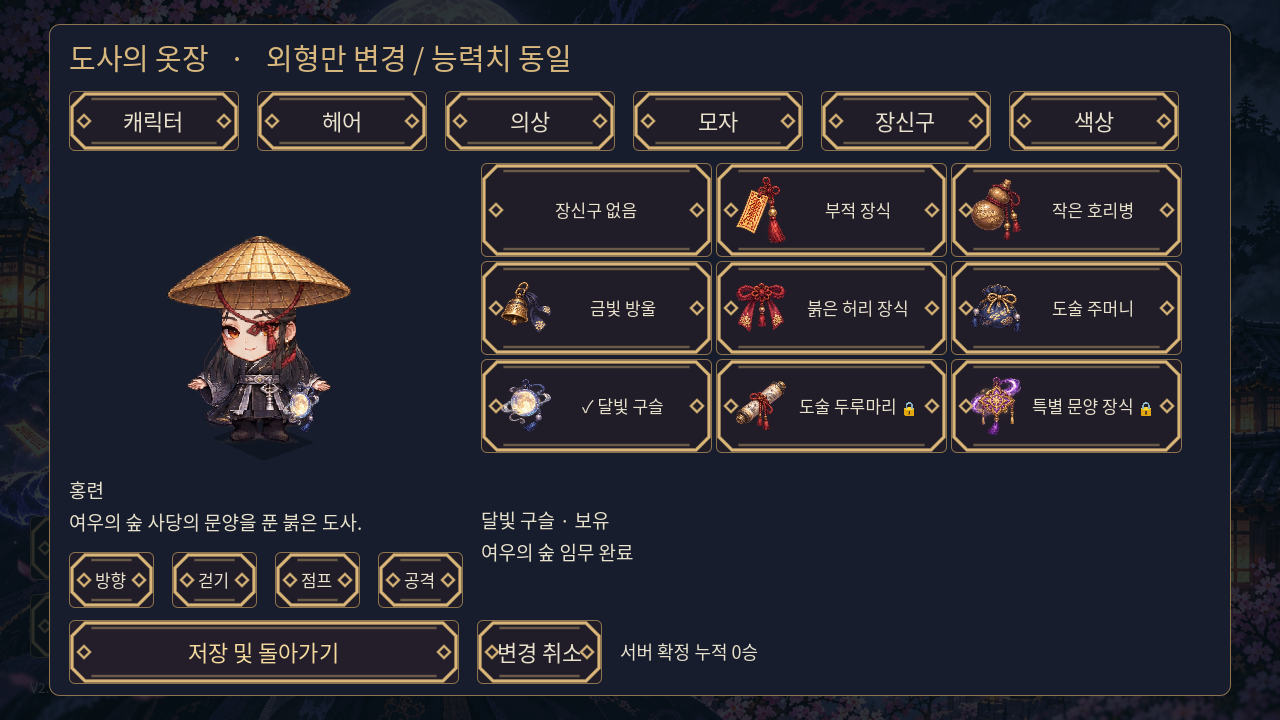 도사의 옷장 · 외형만 변경 / 능력치 동일
캐릭터 헤어 의상 모자 장신구 색상
장신구 없음 부적 장식 작은 호리병
금빛 방울 붉은 허리 장식 도술 주머니
✓ 달빛 구슬 도술 두루마리 🔒 특별 문양 장식 🔒
홍련
여우의 숲 사당의 문양을 푼 붉은 도사.
달빛 구슬 · 보유
여우의 숲 임무 완료
방향 걷기 점프 공격
저장 및 돌아가기 변경 취소 서버 확정 누적 0승